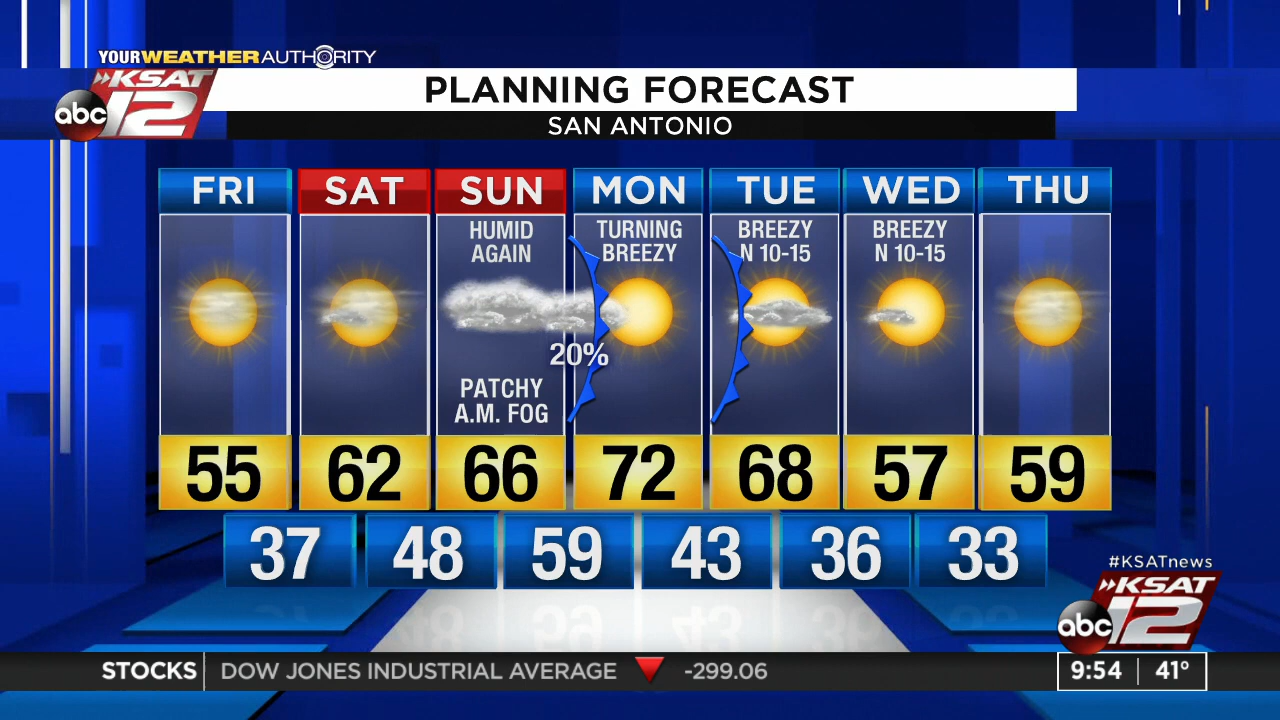 YOURWEATHERAUTHORITY
KSAT
abc 12
PLANNING FORECAST
SAN ANTONIO
FRI SAT SUN MON TUE WED THU
HUMID AGAIN
TURNING BREEZY
BREEZY N 10-15
BREEZY N 10-15
20%
PATCHY A.M. FOG
55 62 66 72 68 57 59
37 48 59 43 36 33
#KSATnews
KSAT
abc 12
STOCKS DOW JONES INDUSTRIAL AVERAGE -299.06 9:54 41°